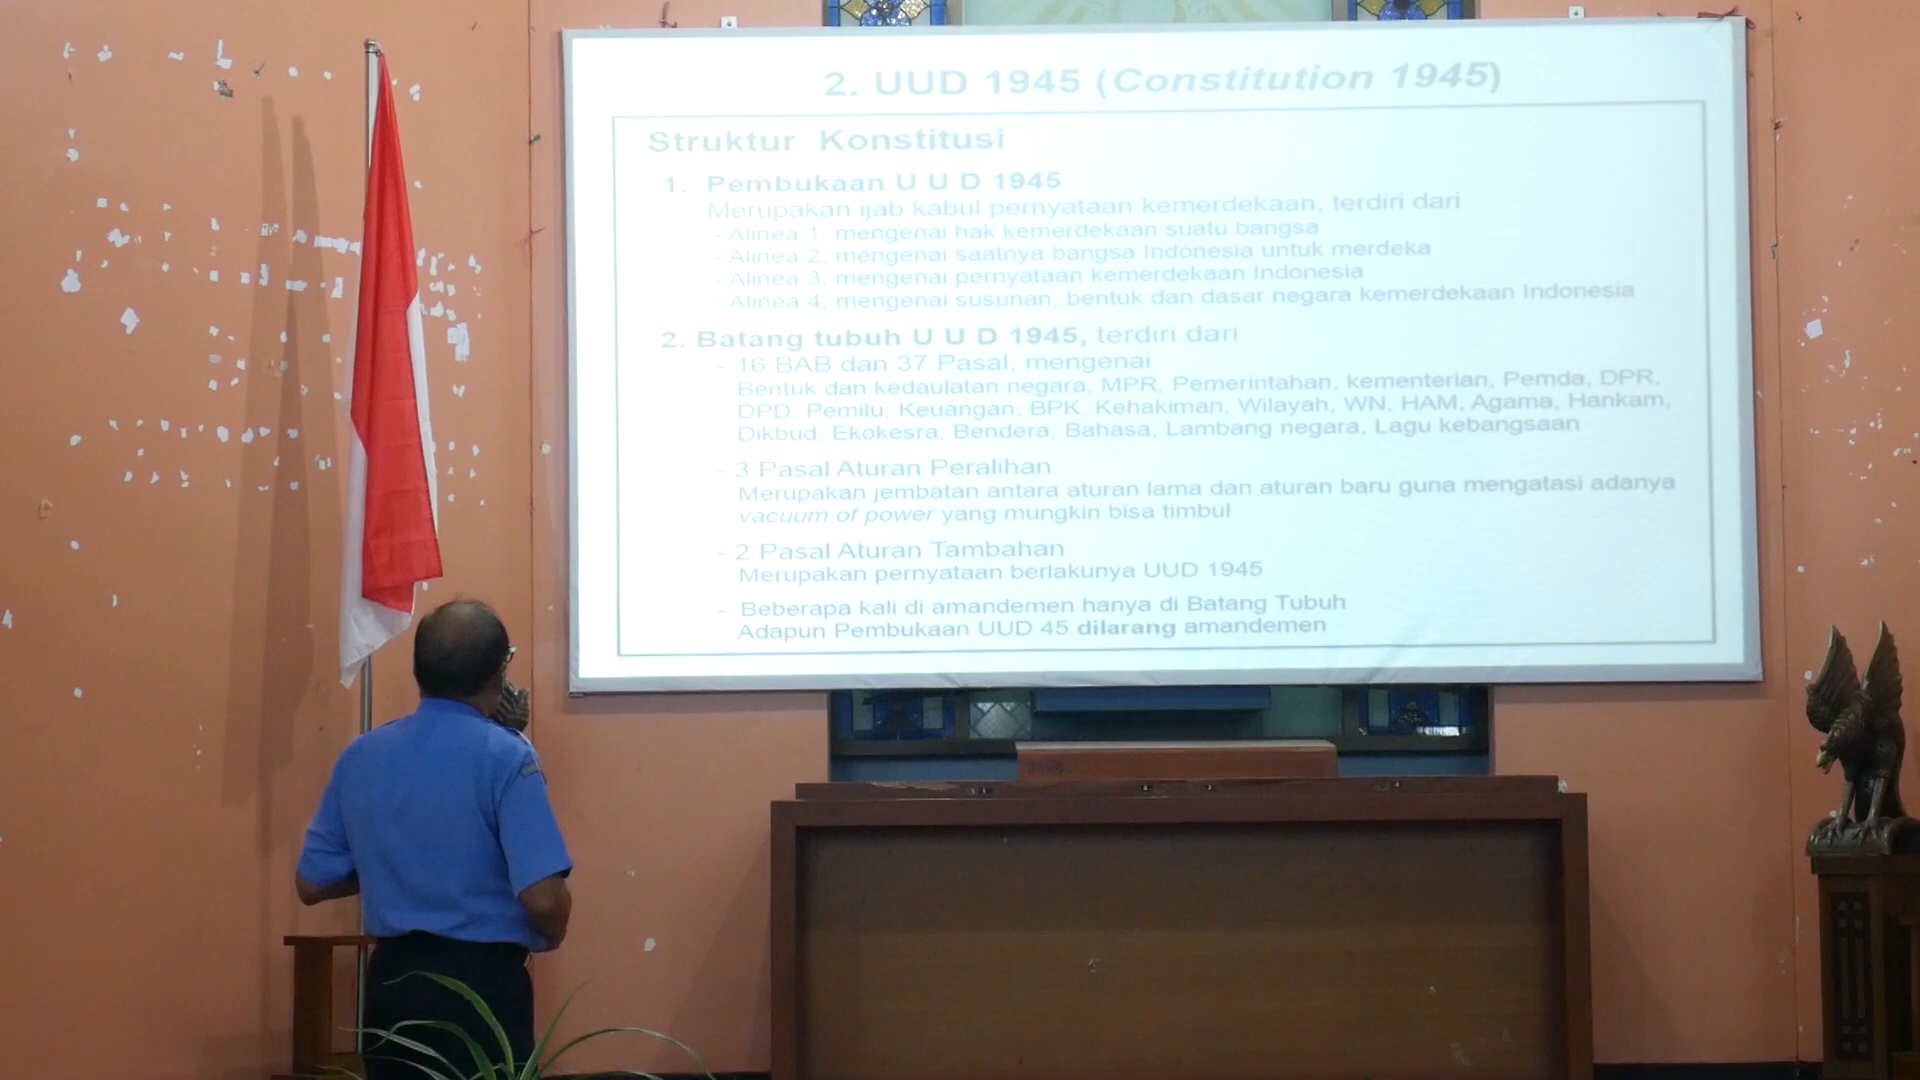 2. UUD 1945 (Constitution 1945)
Struktur Konstitusi
1. Pembukaan U U D 1945
Merupakan ijab kabul pernyataan kemerdekaan, terdiri dari
- Alinea 1, mengenai hak kemerdekaan suatu bangsa
- Alinea 2, mengenai saatnya bangsa Indonesia untuk merdeka
- Alinea 3, mengenai pernyataan kemerdekaan Indonesia
- Alinea 4, mengenai susunan, bentuk dan dasar negara kemerdekaan Indonesia
2. Batang tubuh U U D 1945, terdiri dari
- 16 BAB dan 37 Pasal, mengenai
Bentuk dan kedaulatan negara, MPR, Pemerintahan, kementerian, Pemda, DPR,
DPD, Pemilu, Keuangan, BPK, Kehakiman, Wilayah, WN, HAM, Agama, Hankam,
Dikbud, Ekokesra, Bendera, Bahasa, Lambang negara, Lagu kebangsaan
- 3 Pasal Aturan Peralihan
Merupakan jembatan antara aturan lama dan aturan baru guna mengatasi adanya
vacuum of power yang mungkin bisa timbul
- 2 Pasal Aturan Tambahan
Merupakan pernyataan berlakunya UUD 1945
- Beberapa kali di amandemen hanya di Batang Tubuh
Adapun Pembukaan UUD 45 dilarang amandemen